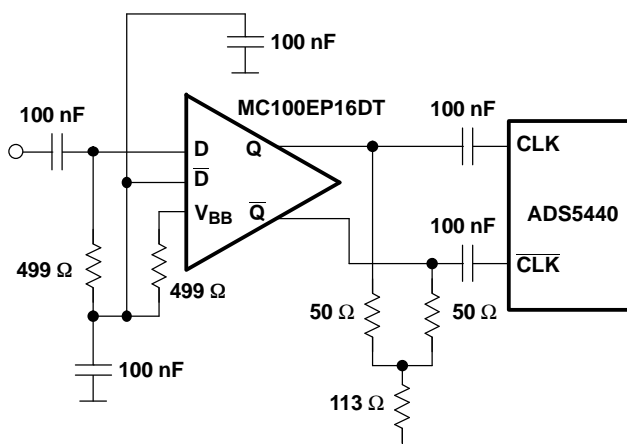 100 nF
MC100EP16DT
100 nF
100 nF
D
Q
CLK
D̅
ADS5440
V_BB
Q̅
100 nF
C̅L̅K̅
499 Ω
499 Ω
50 Ω
50 Ω
100 nF
113 Ω